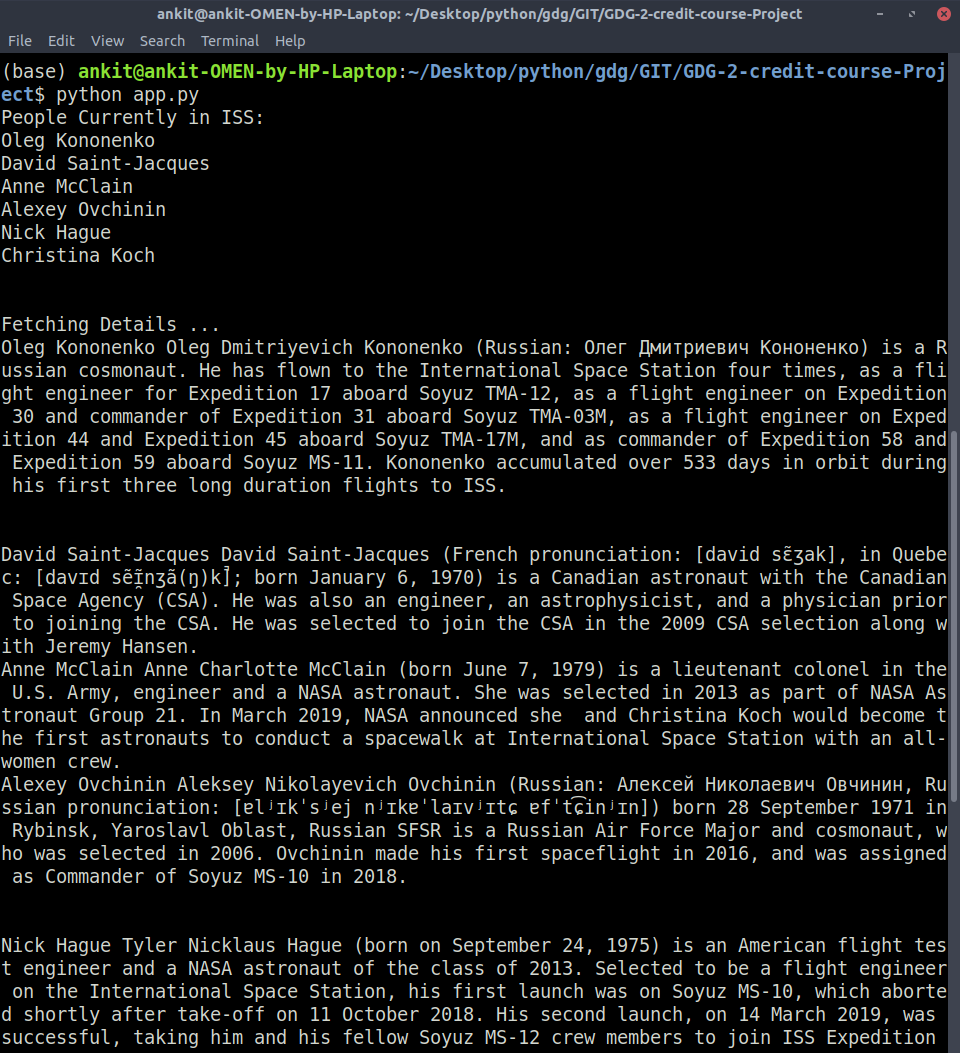 ankit@ankit-OMEN-by-HP-Laptop: ~/Desktop/python/gdg/GIT/GDG-2-credit-course-Project
File Edit View Search Terminal Help
(base) ankit@ankit-OMEN-by-HP-Laptop:~/Desktop/python/gdg/GIT/GDG-2-credit-course-Proj
ect$ python app.py
People Currently in ISS:
Oleg Kononenko
David Saint-Jacques
Anne McClain
Alexey Ovchinin
Nick Hague
Christina Koch
Fetching Details ...
Oleg Kononenko Oleg Dmitriyevich Kononenko (Russian: Олег Дмитриевич Кононенко) is a R
ussian cosmonaut. He has flown to the International Space Station four times, as a fli
ght engineer for Expedition 17 aboard Soyuz TMA-12, as a flight engineer on Expedition
 30 and commander of Expedition 31 aboard Soyuz TMA-03M, as a flight engineer on Exped
ition 44 and Expedition 45 aboard Soyuz TMA-17M, and as commander of Expedition 58 and
 Expedition 59 aboard Soyuz MS-11. Kononenko accumulated over 533 days in orbit during
 his first three long duration flights to ISS.
David Saint-Jacques David Saint-Jacques (French pronunciation: [david sɛ̃ʒak], in Quebe
c: [davɪd sẽɪ̯̃nʒã(ŋ)k]; born January 6, 1970) is a Canadian astronaut with the Canadian
 Space Agency (CSA). He was also an engineer, an astrophysicist, and a physician prior
 to joining the CSA. He was selected to join the CSA in the 2009 CSA selection along w
ith Jeremy Hansen.
Anne McClain Anne Charlotte McClain (born June 7, 1979) is a lieutenant colonel in the
 U.S. Army, engineer and a NASA astronaut. She was selected in 2013 as part of NASA As
tronaut Group 21. In March 2019, NASA announced she  and Christina Koch would become t
he first astronauts to conduct a spacewalk at International Space Station with an all-
women crew.
Alexey Ovchinin Aleksey Nikolayevich Ovchinin (Russian: Алексей Николаевич Овчинин, Ru
ssian pronunciation: [ɐlʲɪkˈsʲej nʲɪkɐˈlaɪvʲɪtɕ ɐfˈt͡ɕinʲɪn]) born 28 September 1971 in
 Rybinsk, Yaroslavl Oblast, Russian SFSR is a Russian Air Force Major and cosmonaut, w
ho was selected in 2006. Ovchinin made his first spaceflight in 2016, and was assigned
 as Commander of Soyuz MS-10 in 2018.
Nick Hague Tyler Nicklaus Hague (born on September 24, 1975) is an American flight tes
t engineer and a NASA astronaut of the class of 2013. Selected to be a flight engineer
 on the International Space Station, his first launch was on Soyuz MS-10, which aborte
d shortly after take-off on 11 October 2018. His second launch, on 14 March 2019, was
successful, taking him and his fellow Soyuz MS-12 crew members to join ISS Expedition